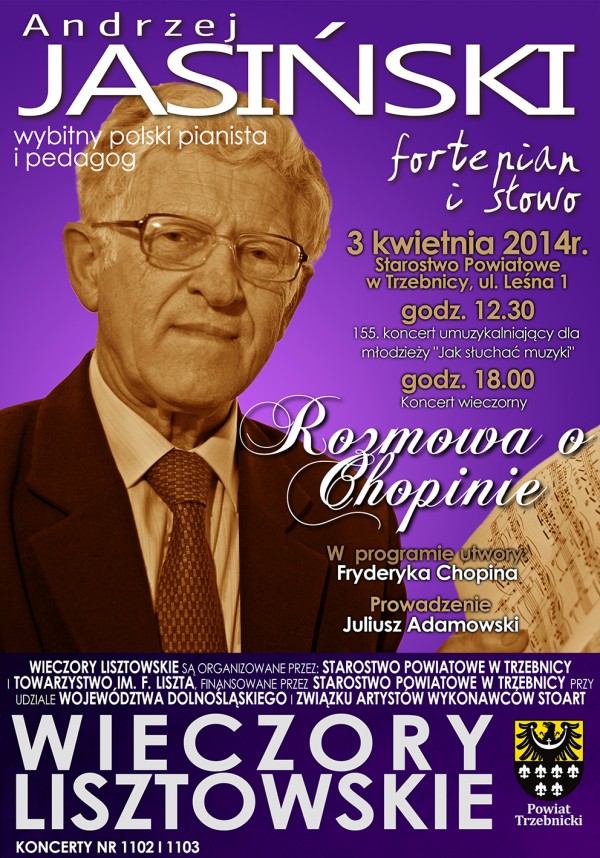 Andrzej
JASIŃSKI
wybitny polski pianista
i pedagog
fortepian
i słowo
3 kwietnia 2014r.
Starostwo Powiatowe
w Trzebnicy, ul. Leśna 1
godz. 12.30
155. koncert umuzykalniający dla
młodzieży "Jak słuchać muzyki"
godz. 18.00
Koncert wieczorny
Rozmowa o
Chopinie
W programie utwory:
Fryderyka Chopina
Prowadzenie
Juliusz Adamowski
WIECZORY LISZTOWSKIE SĄ ORGANIZOWANE PRZEZ: STAROSTWO POWIATOWE W TRZEBNICY
I TOWARZYSTWO IM. F. LISZTA, FINANSOWANE PRZEZ STAROSTWO POWIATOWE W TRZEBNICY PRZY
UDZIALE WOJEWÓDZTWA DOLNOŚLĄSKIEGO I ZWIĄZKU ARTYSTÓW WYKONAWCÓW STOART
WIECZORY
LISZTOWSKIE
Powiat
Trzebnicki
KONCERTY NR 1102 I 1103